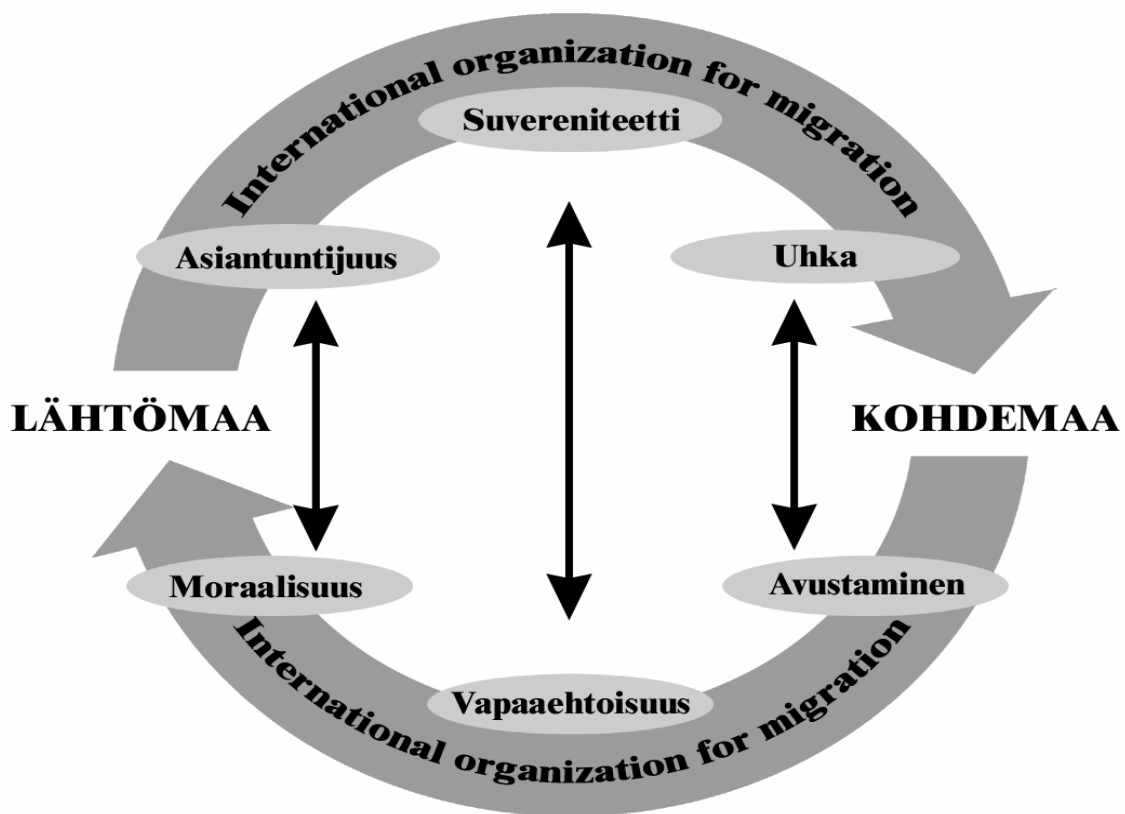 International organization for migration
Suvereniteetti
Asiantuntijuus
Uhka
LÄHTÖMAA
KOHDEMAA
Moraalisuus
Avustaminen
Vapaaehtoisuus
International organization for migration